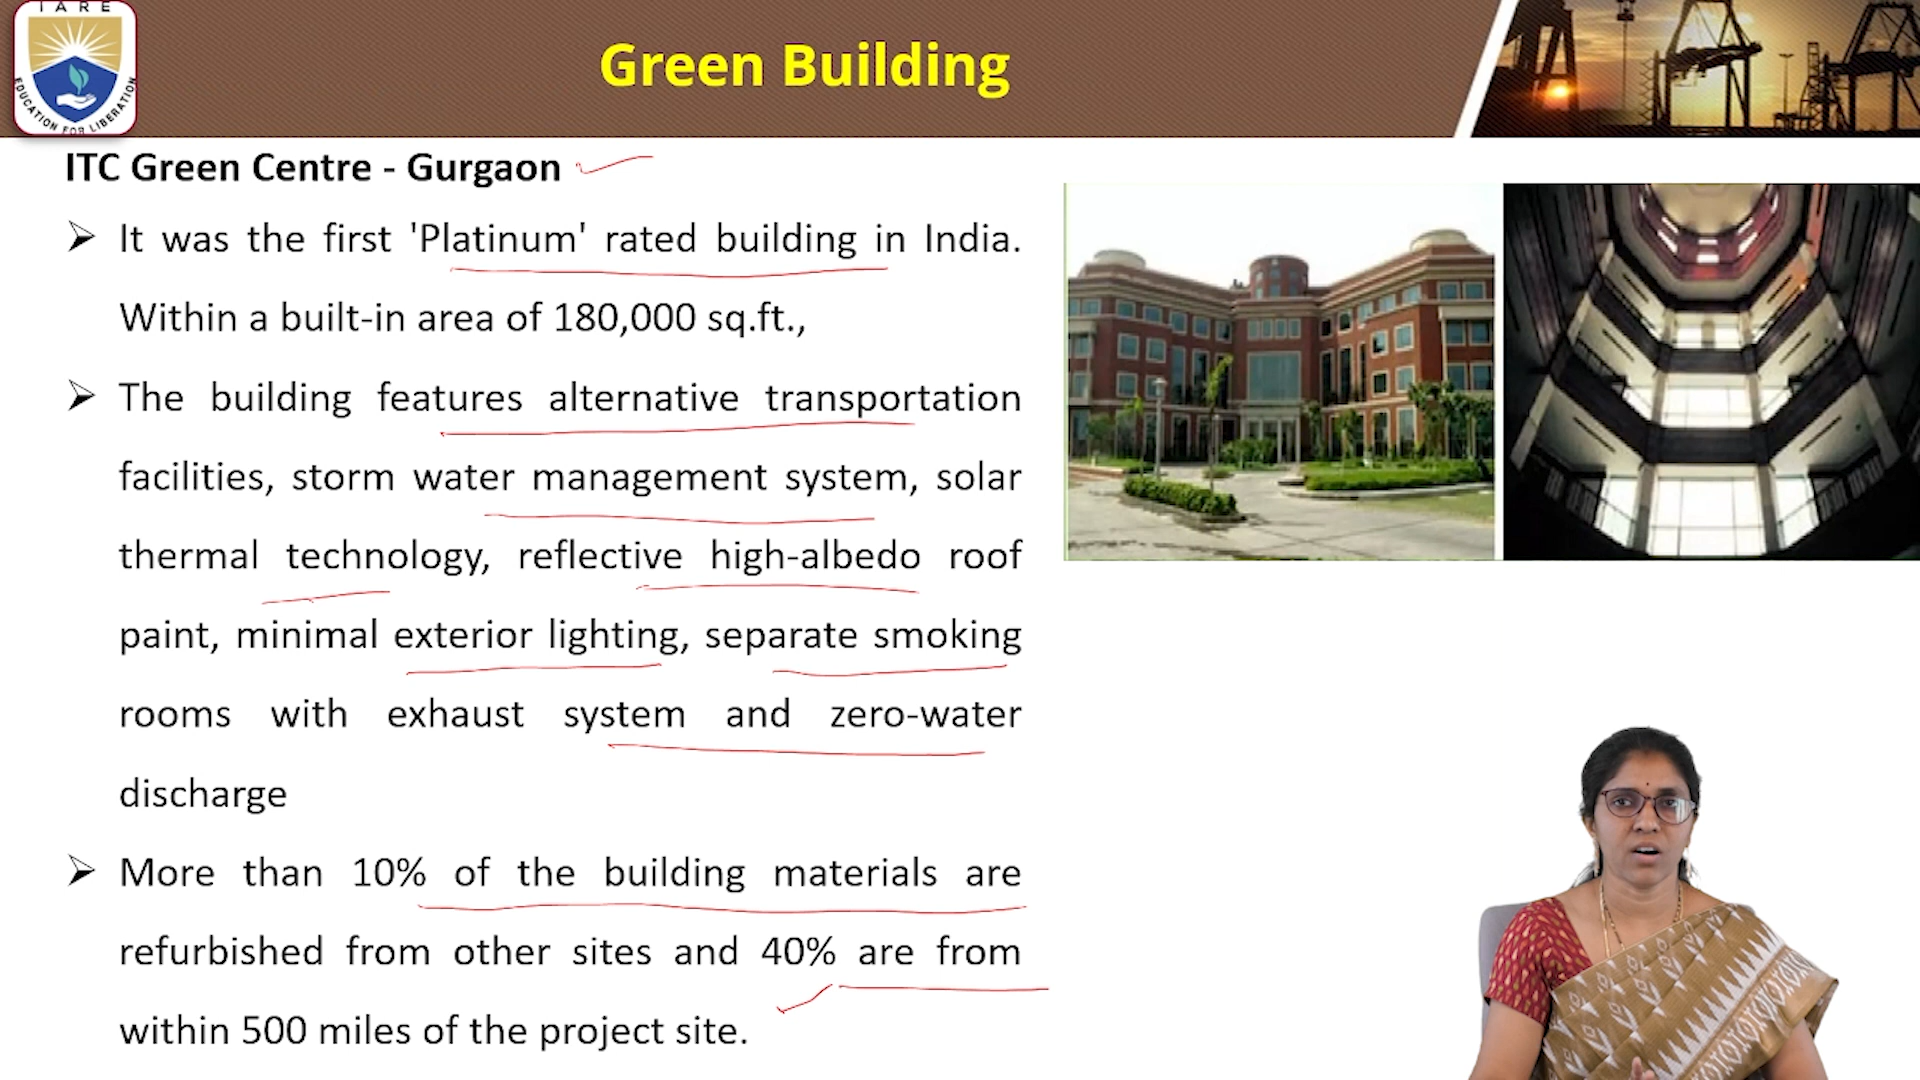 IARE
EDUCATION FOR LIBERATION
Green Building
ITC Green Centre - Gurgaon
➢ It was the first 'Platinum' rated building in India.
Within a built-in area of 180,000 sq.ft.,
➢ The building features alternative transportation
facilities, storm water management system, solar
thermal technology, reflective high-albedo roof
paint, minimal exterior lighting, separate smoking
rooms with exhaust system and zero-water
discharge
➢ More than 10% of the building materials are
refurbished from other sites and 40% are from
within 500 miles of the project site.